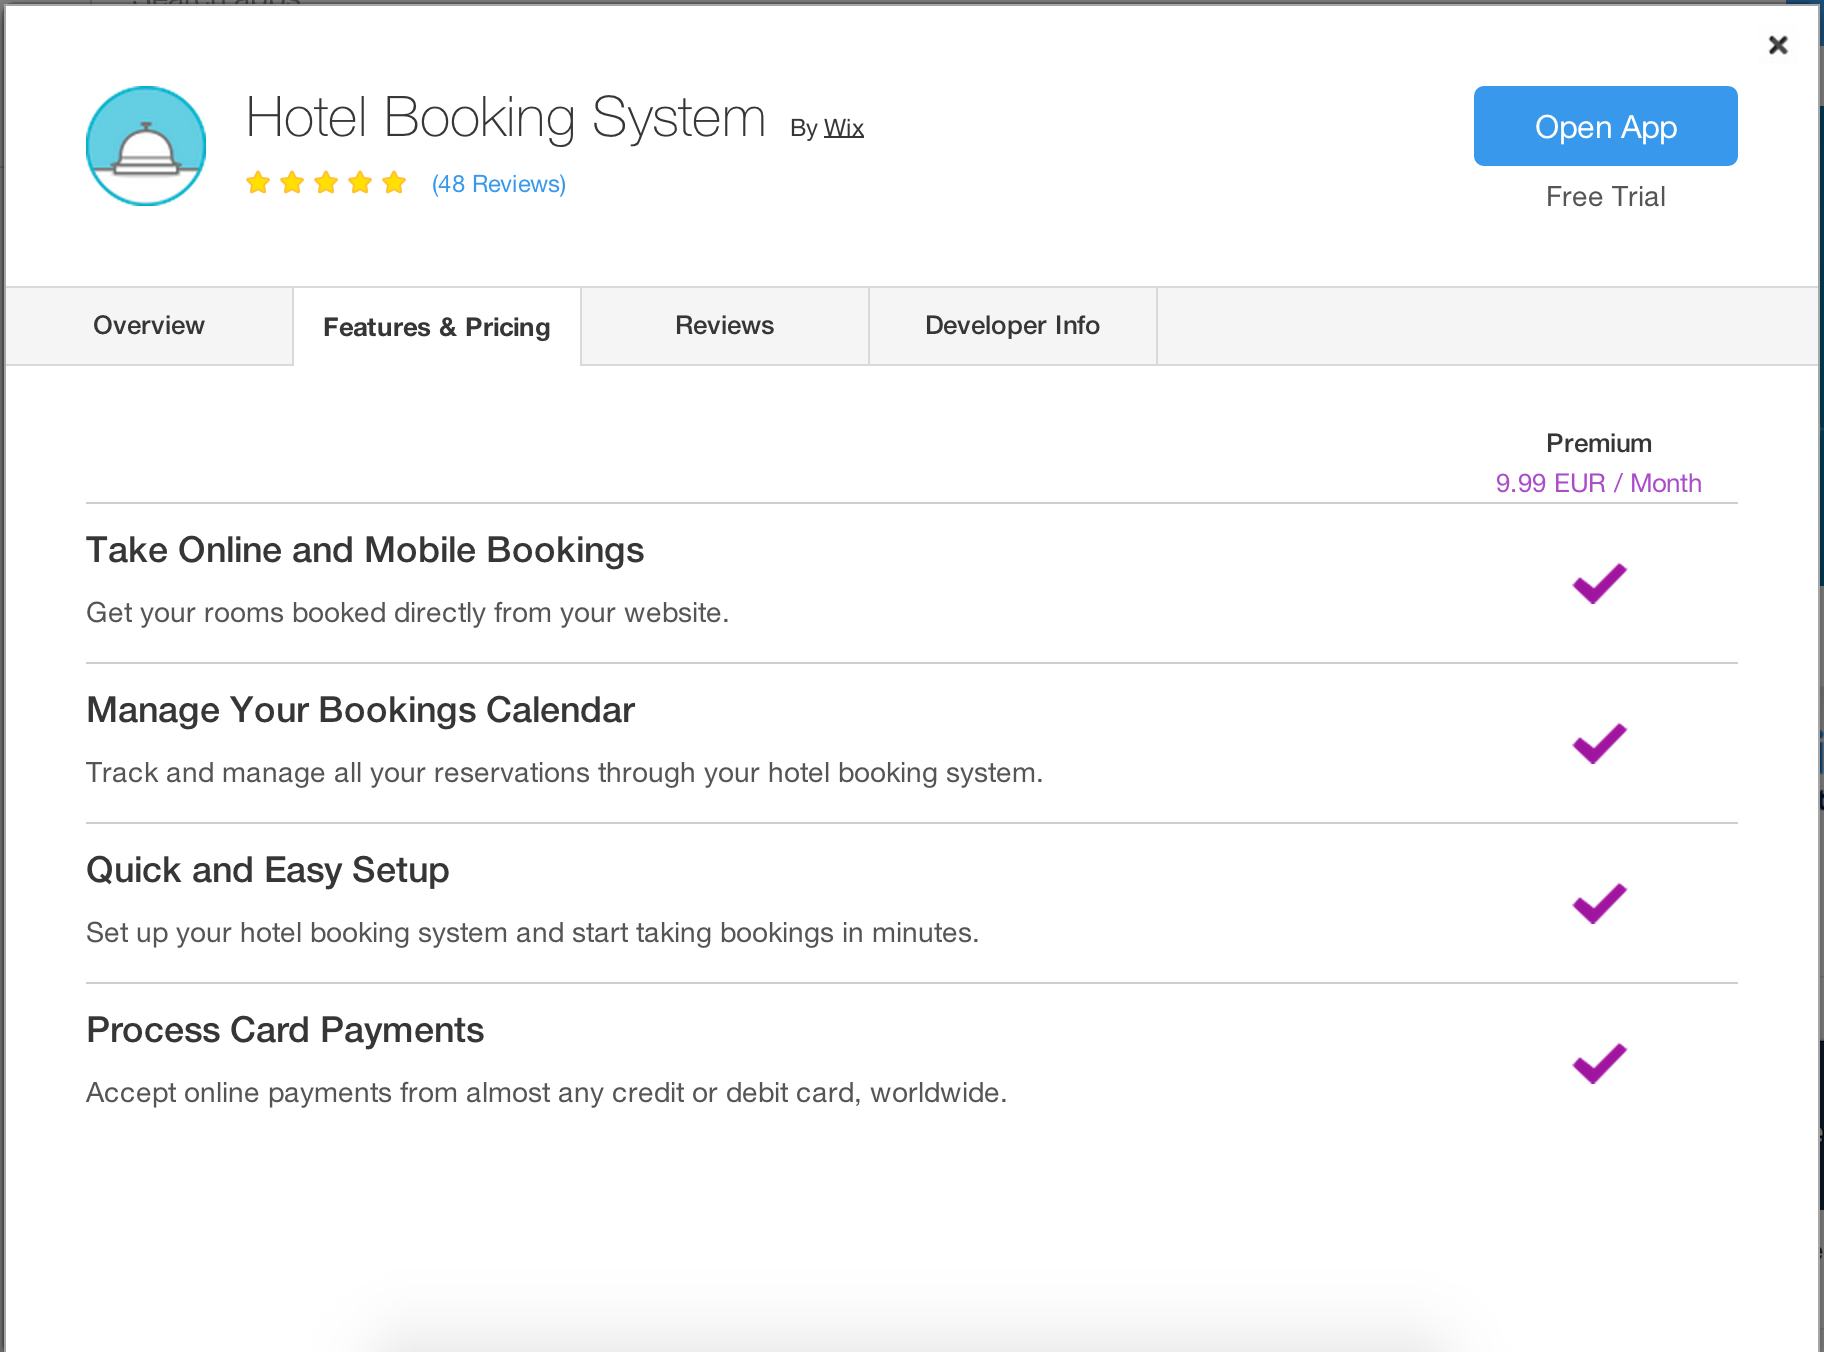 Search apps
Hotel Booking System By Wix
(48 Reviews)
Open App
Free Trial
Overview
Features & Pricing
Reviews
Developer Info
Premium
9.99 EUR / Month
Take Online and Mobile Bookings
Get your rooms booked directly from your website.
Manage Your Bookings Calendar
Track and manage all your reservations through your hotel booking system.
Quick and Easy Setup
Set up your hotel booking system and start taking bookings in minutes.
Process Card Payments
Accept online payments from almost any credit or debit card, worldwide.